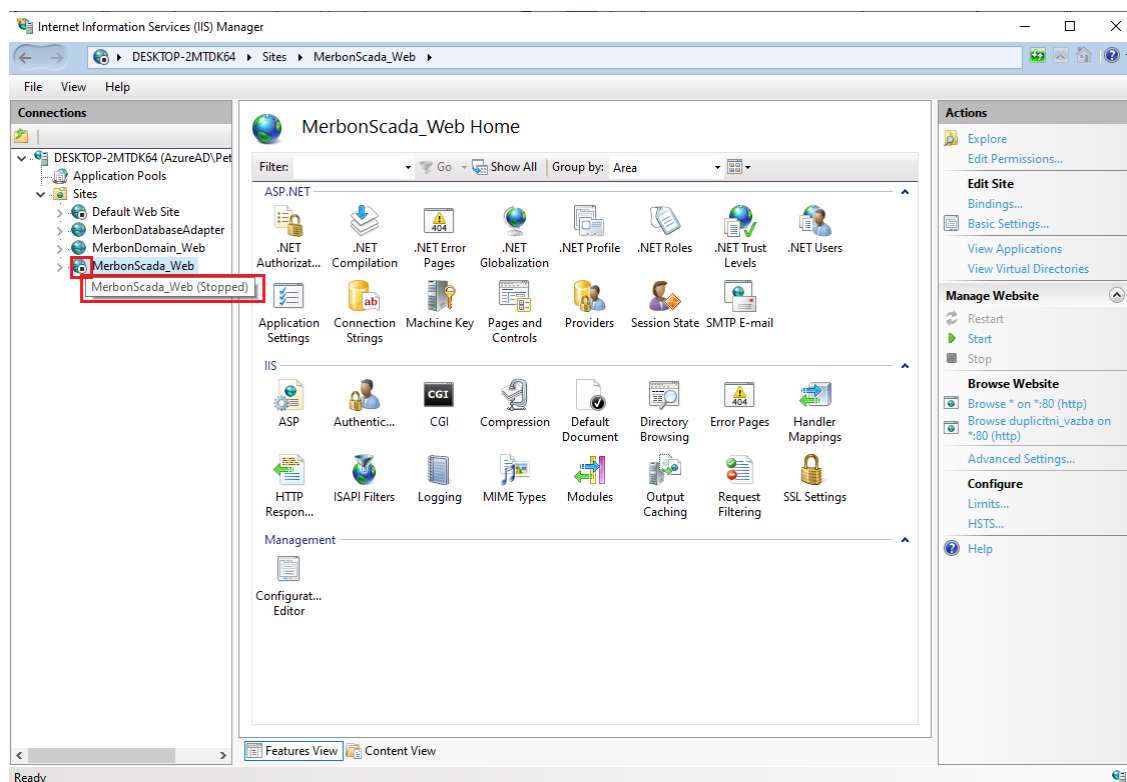 Internet Information Services (IIS) Manager
DESKTOP-2MTDK64 Sites MerbonScada_Web
File View Help
Connections
DESKTOP-2MTDK64 (AzureAD\Pet
Application Pools
Sites
Default Web Site
MerbonDatabaseAdapter
MerbonDomain_Web
MerbonScada_Web
MerbonScada_Web (Stopped)
MerbonScada_Web Home
Filter: Go Show All Group by: Area
ASP.NET
.NET Authorizat...
.NET Compilation
.NET Error Pages
.NET Globalization
.NET Profile
.NET Roles
.NET Trust Levels
.NET Users
Application Settings
Connection Strings
Machine Key
Pages and Controls
Providers
Session State
SMTP E-mail
IIS
ASP
Authentic...
CGI
Compression
Default Document
Directory Browsing
Error Pages
Handler Mappings
HTTP Respon...
ISAPI Filters
Logging
MIME Types
Modules
Output Caching
Request Filtering
SSL Settings
Management
Configurat... Editor
Features View Content View
Actions
Explore
Edit Permissions...
Edit Site
Bindings...
Basic Settings...
View Applications
View Virtual Directories
Manage Website
Restart
Start
Stop
Browse Website
Browse * on *:80 (http)
Browse duplicitni_vazba on
*:80 (http)
Advanced Settings...
Configure
Limits...
HSTS...
Help
Ready